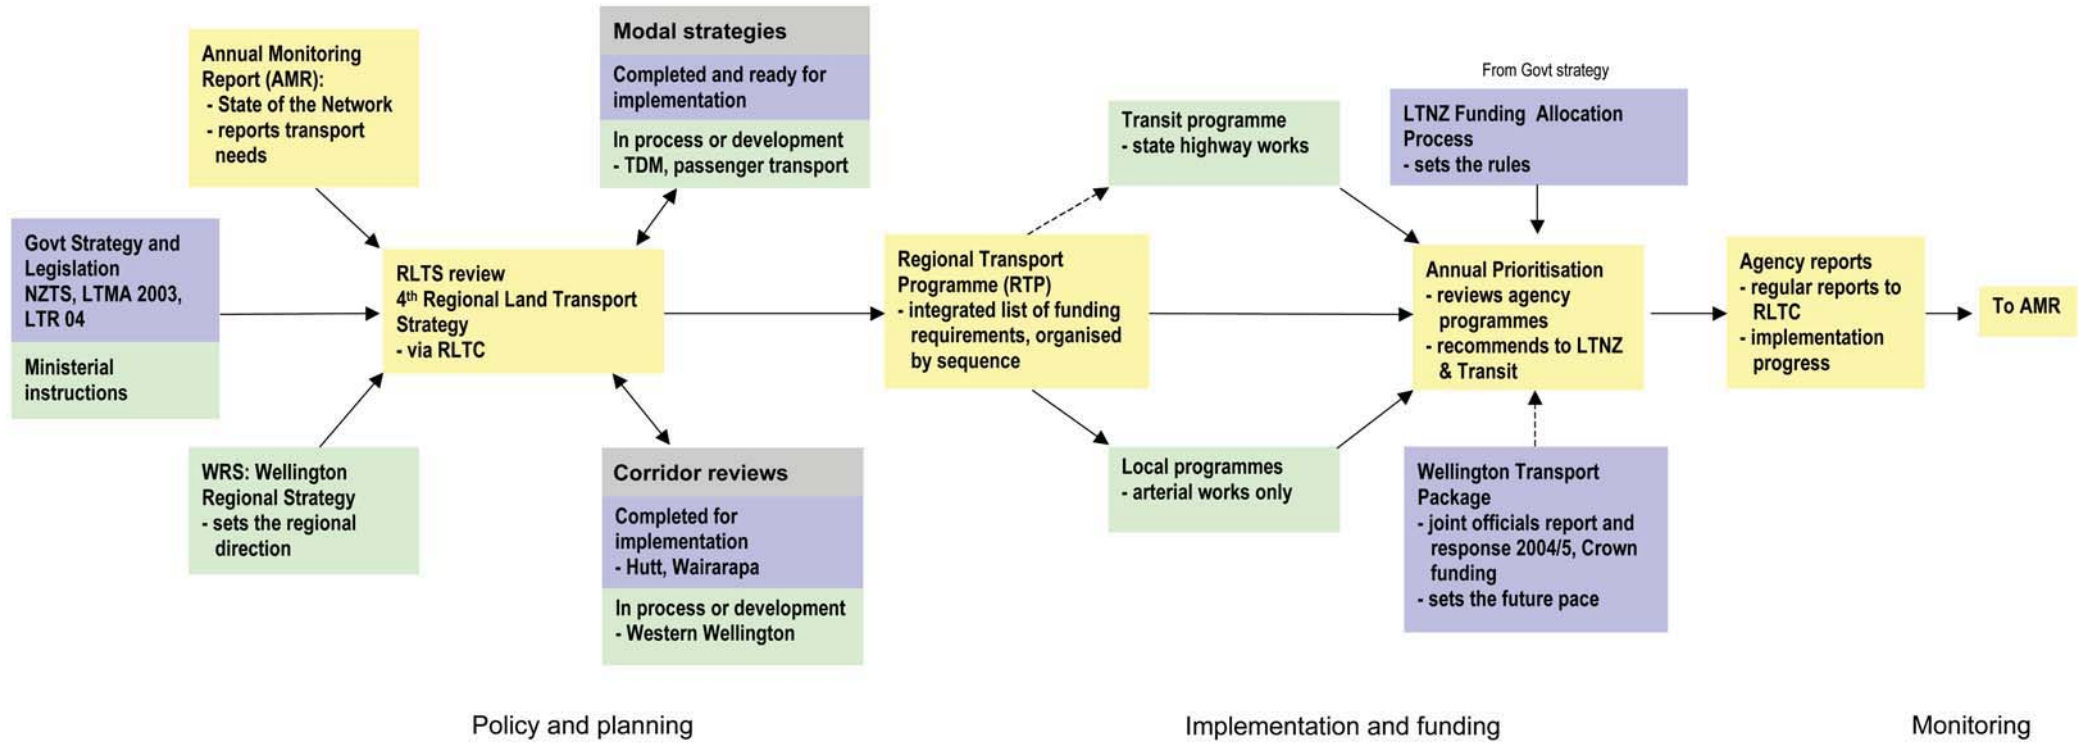 Annual Monitoring
Report (AMR):
- State of the Network
- reports transport
needs
Govt Strategy and
Legislation
NZTS, LTMA 2003,
LTR 04
Ministerial
instructions
WRS: Wellington
Regional Strategy
- sets the regional
direction
RLTS review
4th Regional Land Transport
Strategy
- via RLTC
Modal strategies
Completed and ready for
implementation
In process or development
- TDM, passenger transport
Corridor reviews
Completed for
implementation
- Hutt, Wairarapa
In process or development
- Western Wellington
Regional Transport
Programme (RTP)
- integrated list of funding
requirements, organised
by sequence
Transit programme
- state highway works
Local programmes
- arterial works only
From Govt strategy
LTNZ Funding Allocation
Process
- sets the rules
Annual Prioritisation
- reviews agency
programmes
- recommends to LTNZ
& Transit
Wellington Transport
Package
- joint officials report and
response 2004/5, Crown
funding
- sets the future pace
Agency reports
- regular reports to
RLTC
- implementation
progress
To AMR
Policy and planning
Implementation and funding
Monitoring